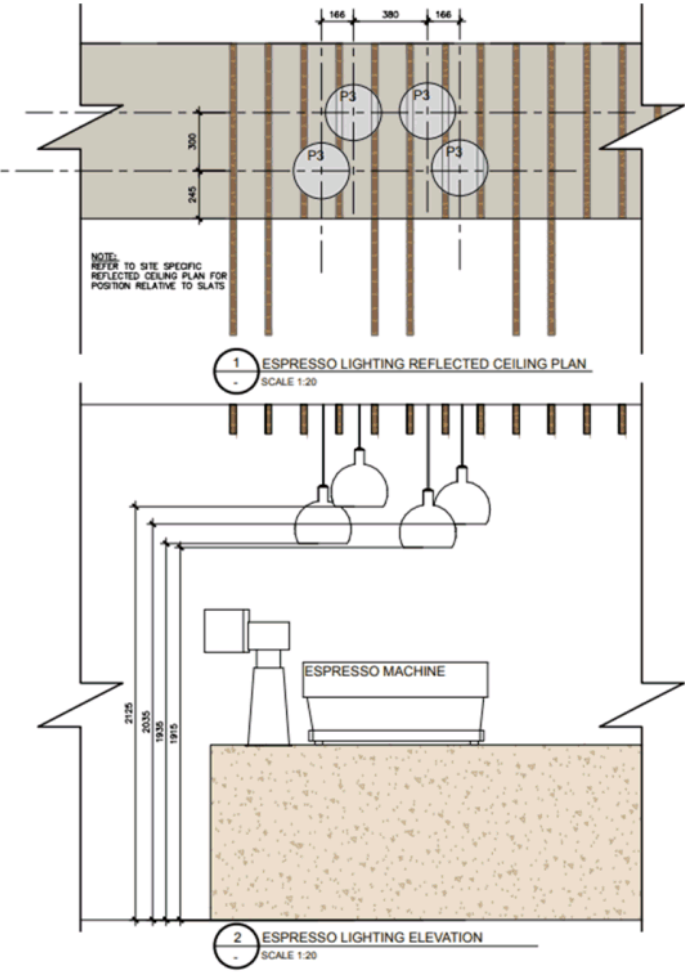 166 380 166
P3 P3
P3 P3
300
245
NOTE:
REFER TO SITE SPECIFIC
REFLECTED CEILING PLAN FOR
POSITION RELATIVE TO SLATS
1 ESPRESSO LIGHTING REFLECTED CEILING PLAN
- SCALE 1:20
ESPRESSO MACHINE
2125 2035 1935 1915
2 ESPRESSO LIGHTING ELEVATION
- SCALE 1:20